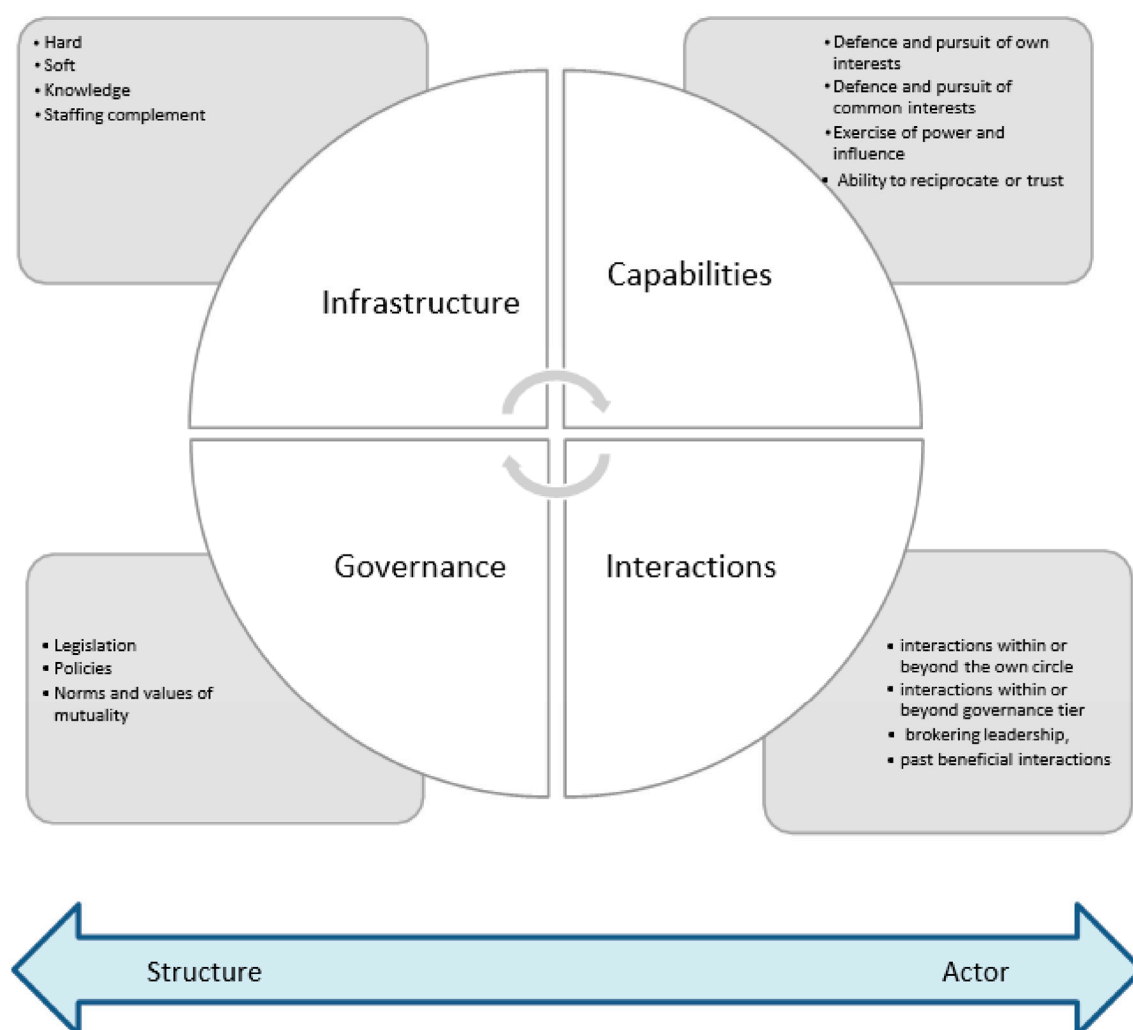 • Hard
• Soft
• Knowledge
• Staffing complement
• Defence and pursuit of own
interests
• Defence and pursuit of
common interests
• Exercise of power and
influence
▪ Ability to reciprocate or trust
Infrastructure
Capabilities
Governance
Interactions
▪ Legislation
▪ Policies
▪ Norms and values of
mutuality
▪ interactions within or
beyond the own circle
▪ interactions within or
beyond governance tier
▪ brokering leadership,
▪ past beneficial interactions
Structure
Actor